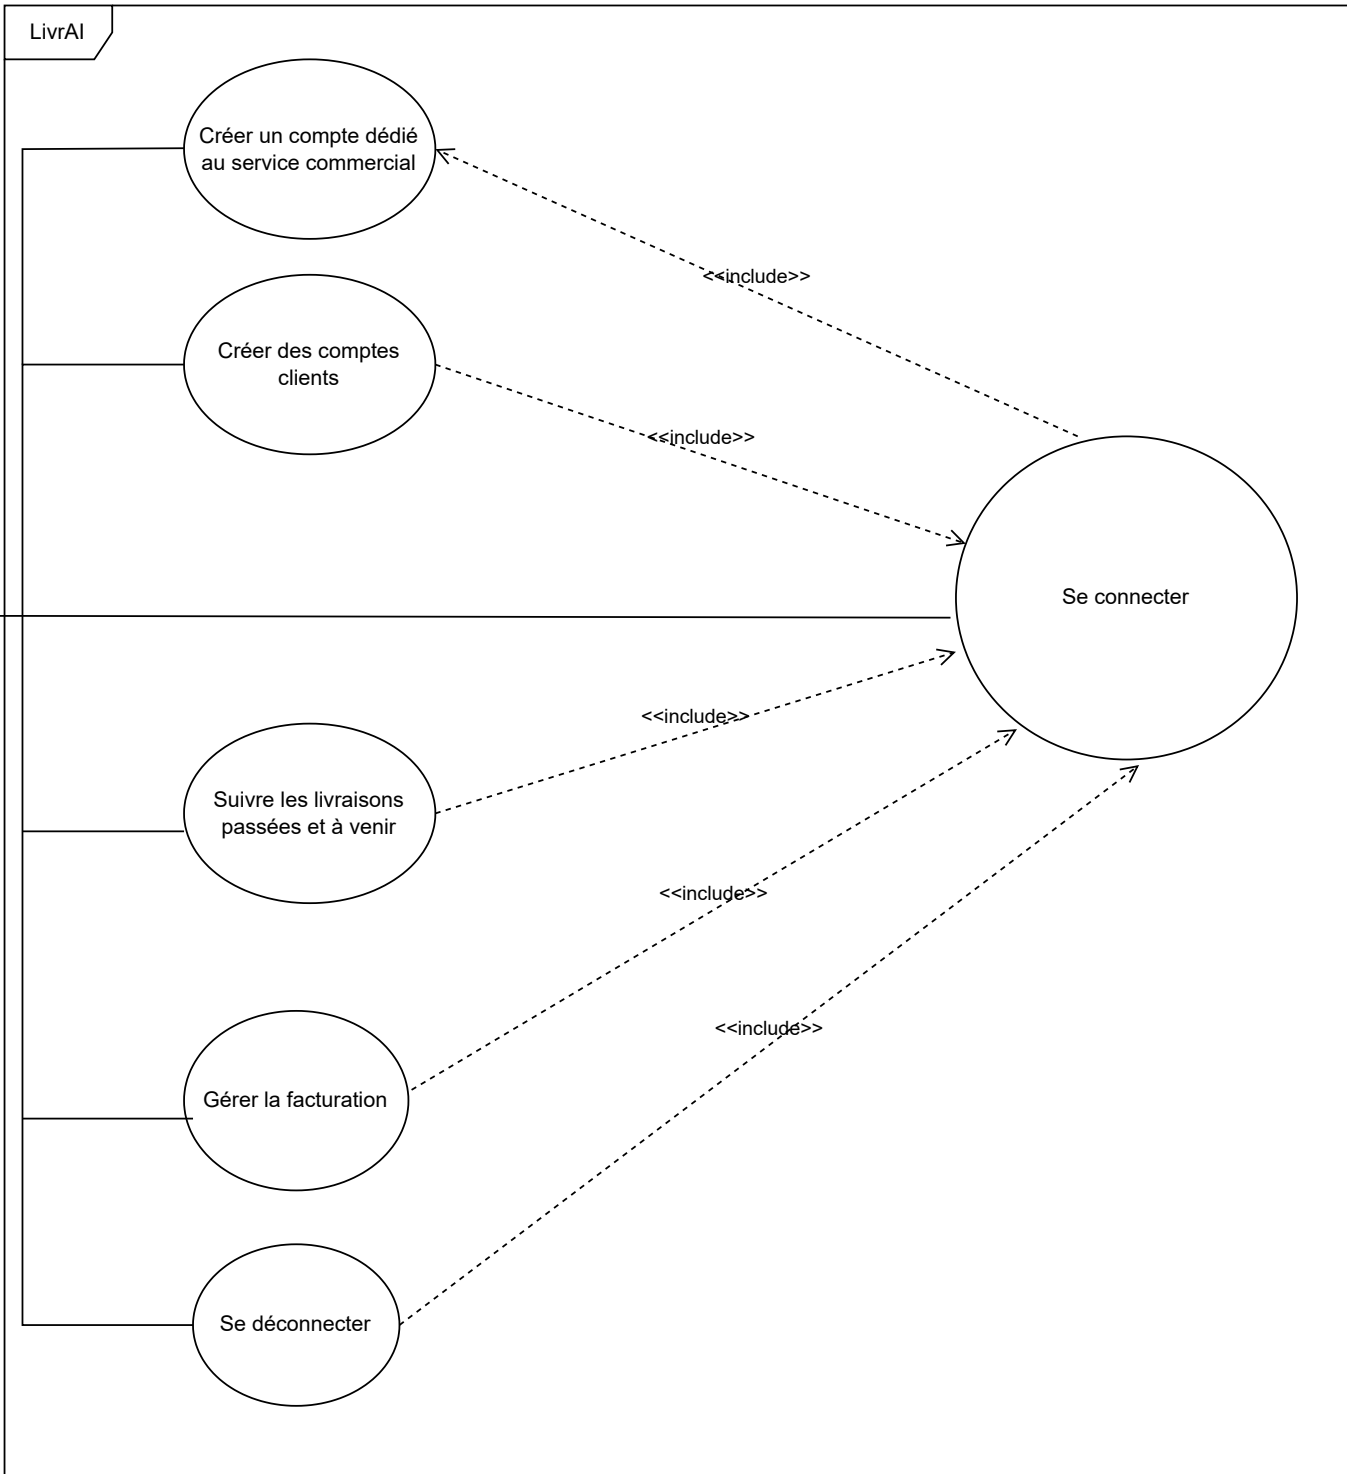 LivrAI
Créer un compte dédié
au service commercial
<<include>>
Créer des comptes
clients
<<include>>
Se connecter
<<include>>
Suivre les livraisons
passées et à venir
<<include>>
<<include>>
Gérer la facturation
Se déconnecter